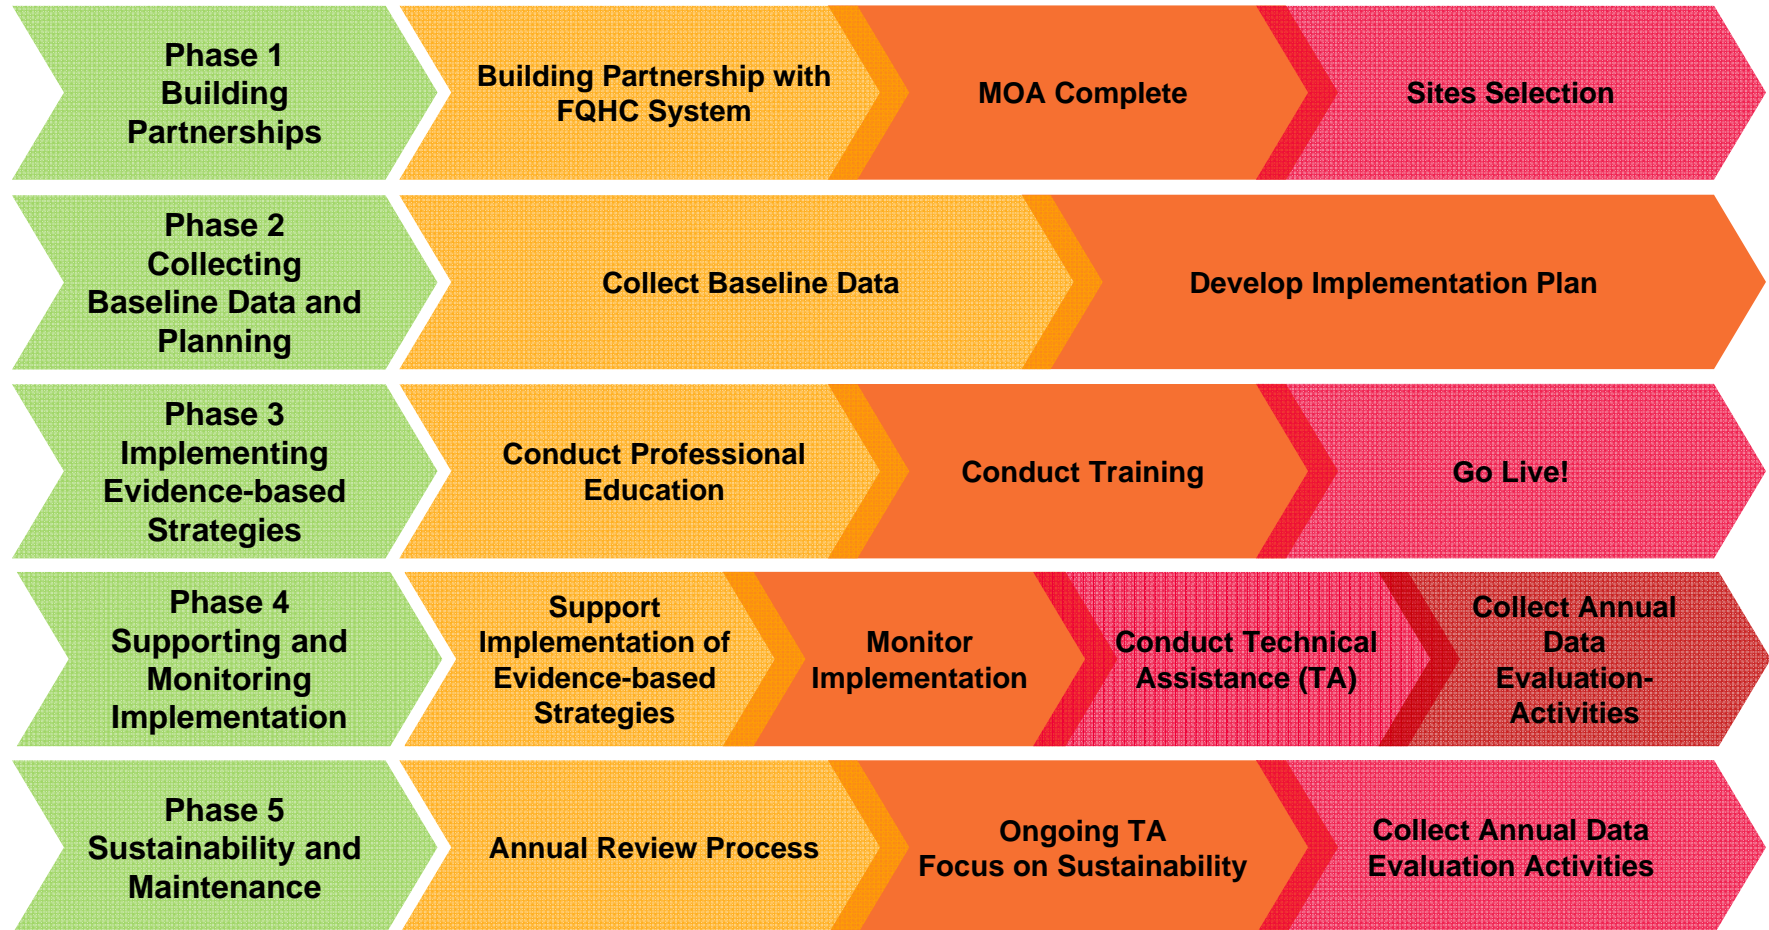 Phase 1
Building
Partnerships
Building Partnership with
FQHC System
MOA Complete
Sites Selection
Phase 2
Collecting
Baseline Data and
Planning
Collect Baseline Data
Develop Implementation Plan
Phase 3
Implementing
Evidence-based
Strategies
Conduct Professional
Education
Conduct Training
Go Live!
Phase 4
Supporting and
Monitoring
Implementation
Support
Implementation of
Evidence-based
Strategies
Monitor
Implementation
Conduct Technical
Assistance (TA)
Collect Annual
Data
Evaluation-
Activities
Phase 5
Sustainability and
Maintenance
Annual Review Process
Ongoing TA
Focus on Sustainability
Collect Annual Data
Evaluation Activities